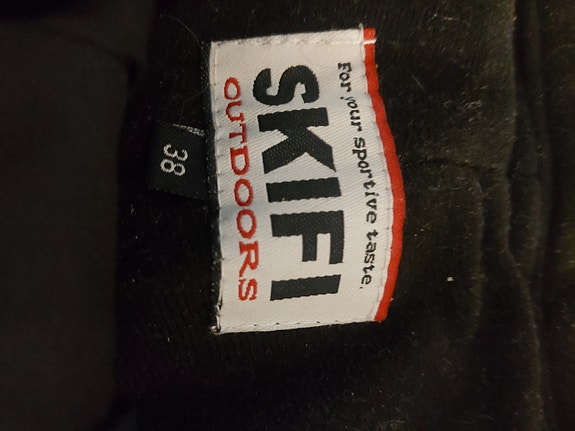 For your sportive taste.
SKIFI
OUTDOORS
38